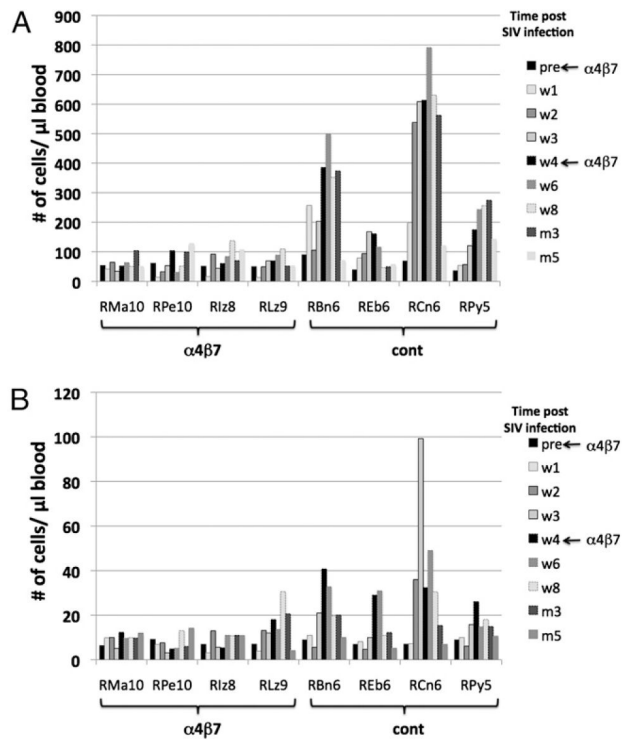 A
900
800
700
600
500
400
300
200
100
0
# of cells/ µl blood
RMa10 RPe10 RIz8 RLz9 RBn6 REb6 RCn6 RPy5
α4β7 cont
Time post
SIV infection
pre α4β7
w1
w2
w3
w4 α4β7
w6
w8
m3
m5
B
120
100
80
60
40
20
0
# of cells/ µl blood
RMa10 RPe10 RIz8 RLz9 RBn6 REb6 RCn6 RPy5
α4β7 cont
Time post
SIV infection
pre α4β7
w1
w2
w3
w4 α4β7
w6
w8
m3
m5